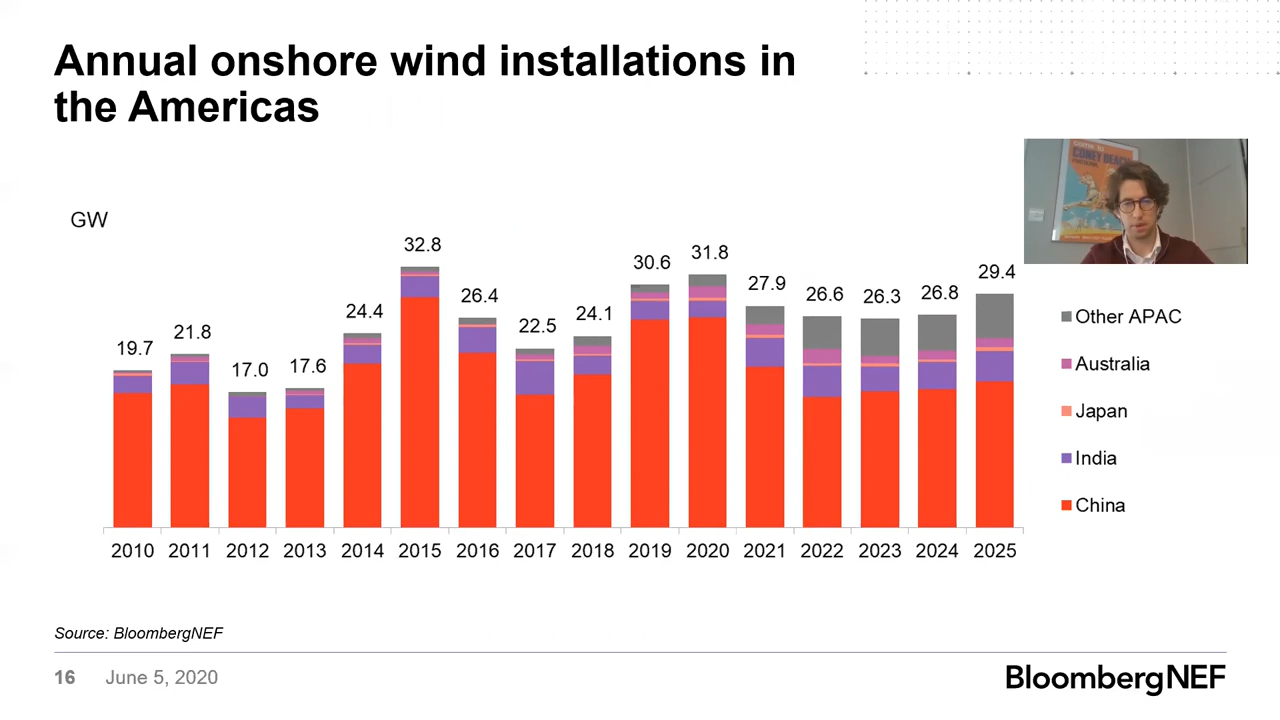 Annual onshore wind installations in
the Americas
CONEY BEACH
GW
32.8
31.8
30.6
29.4
27.9
26.4
26.6
26.3
26.8
24.4
24.1
22.5
21.8
19.7
17.0
17.6
Other APAC
Australia
Japan
India
China
2010 2011 2012 2013 2014 2015 2016 2017 2018 2019 2020 2021 2022 2023 2024 2025
Source: BloombergNEF
16 June 5, 2020
BloombergNEF